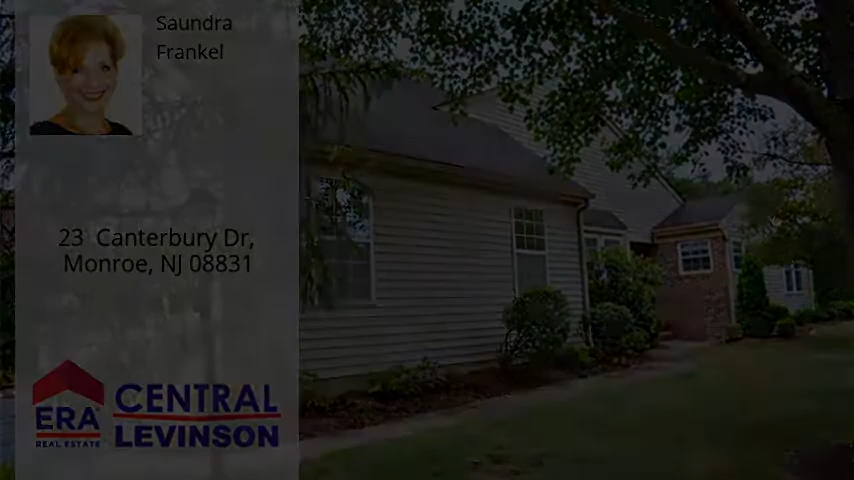 Saundra
Frankel
23 Canterbury Dr,
Monroe, NJ 08831
ERA
REAL ESTATE
CENTRAL
LEVINSON